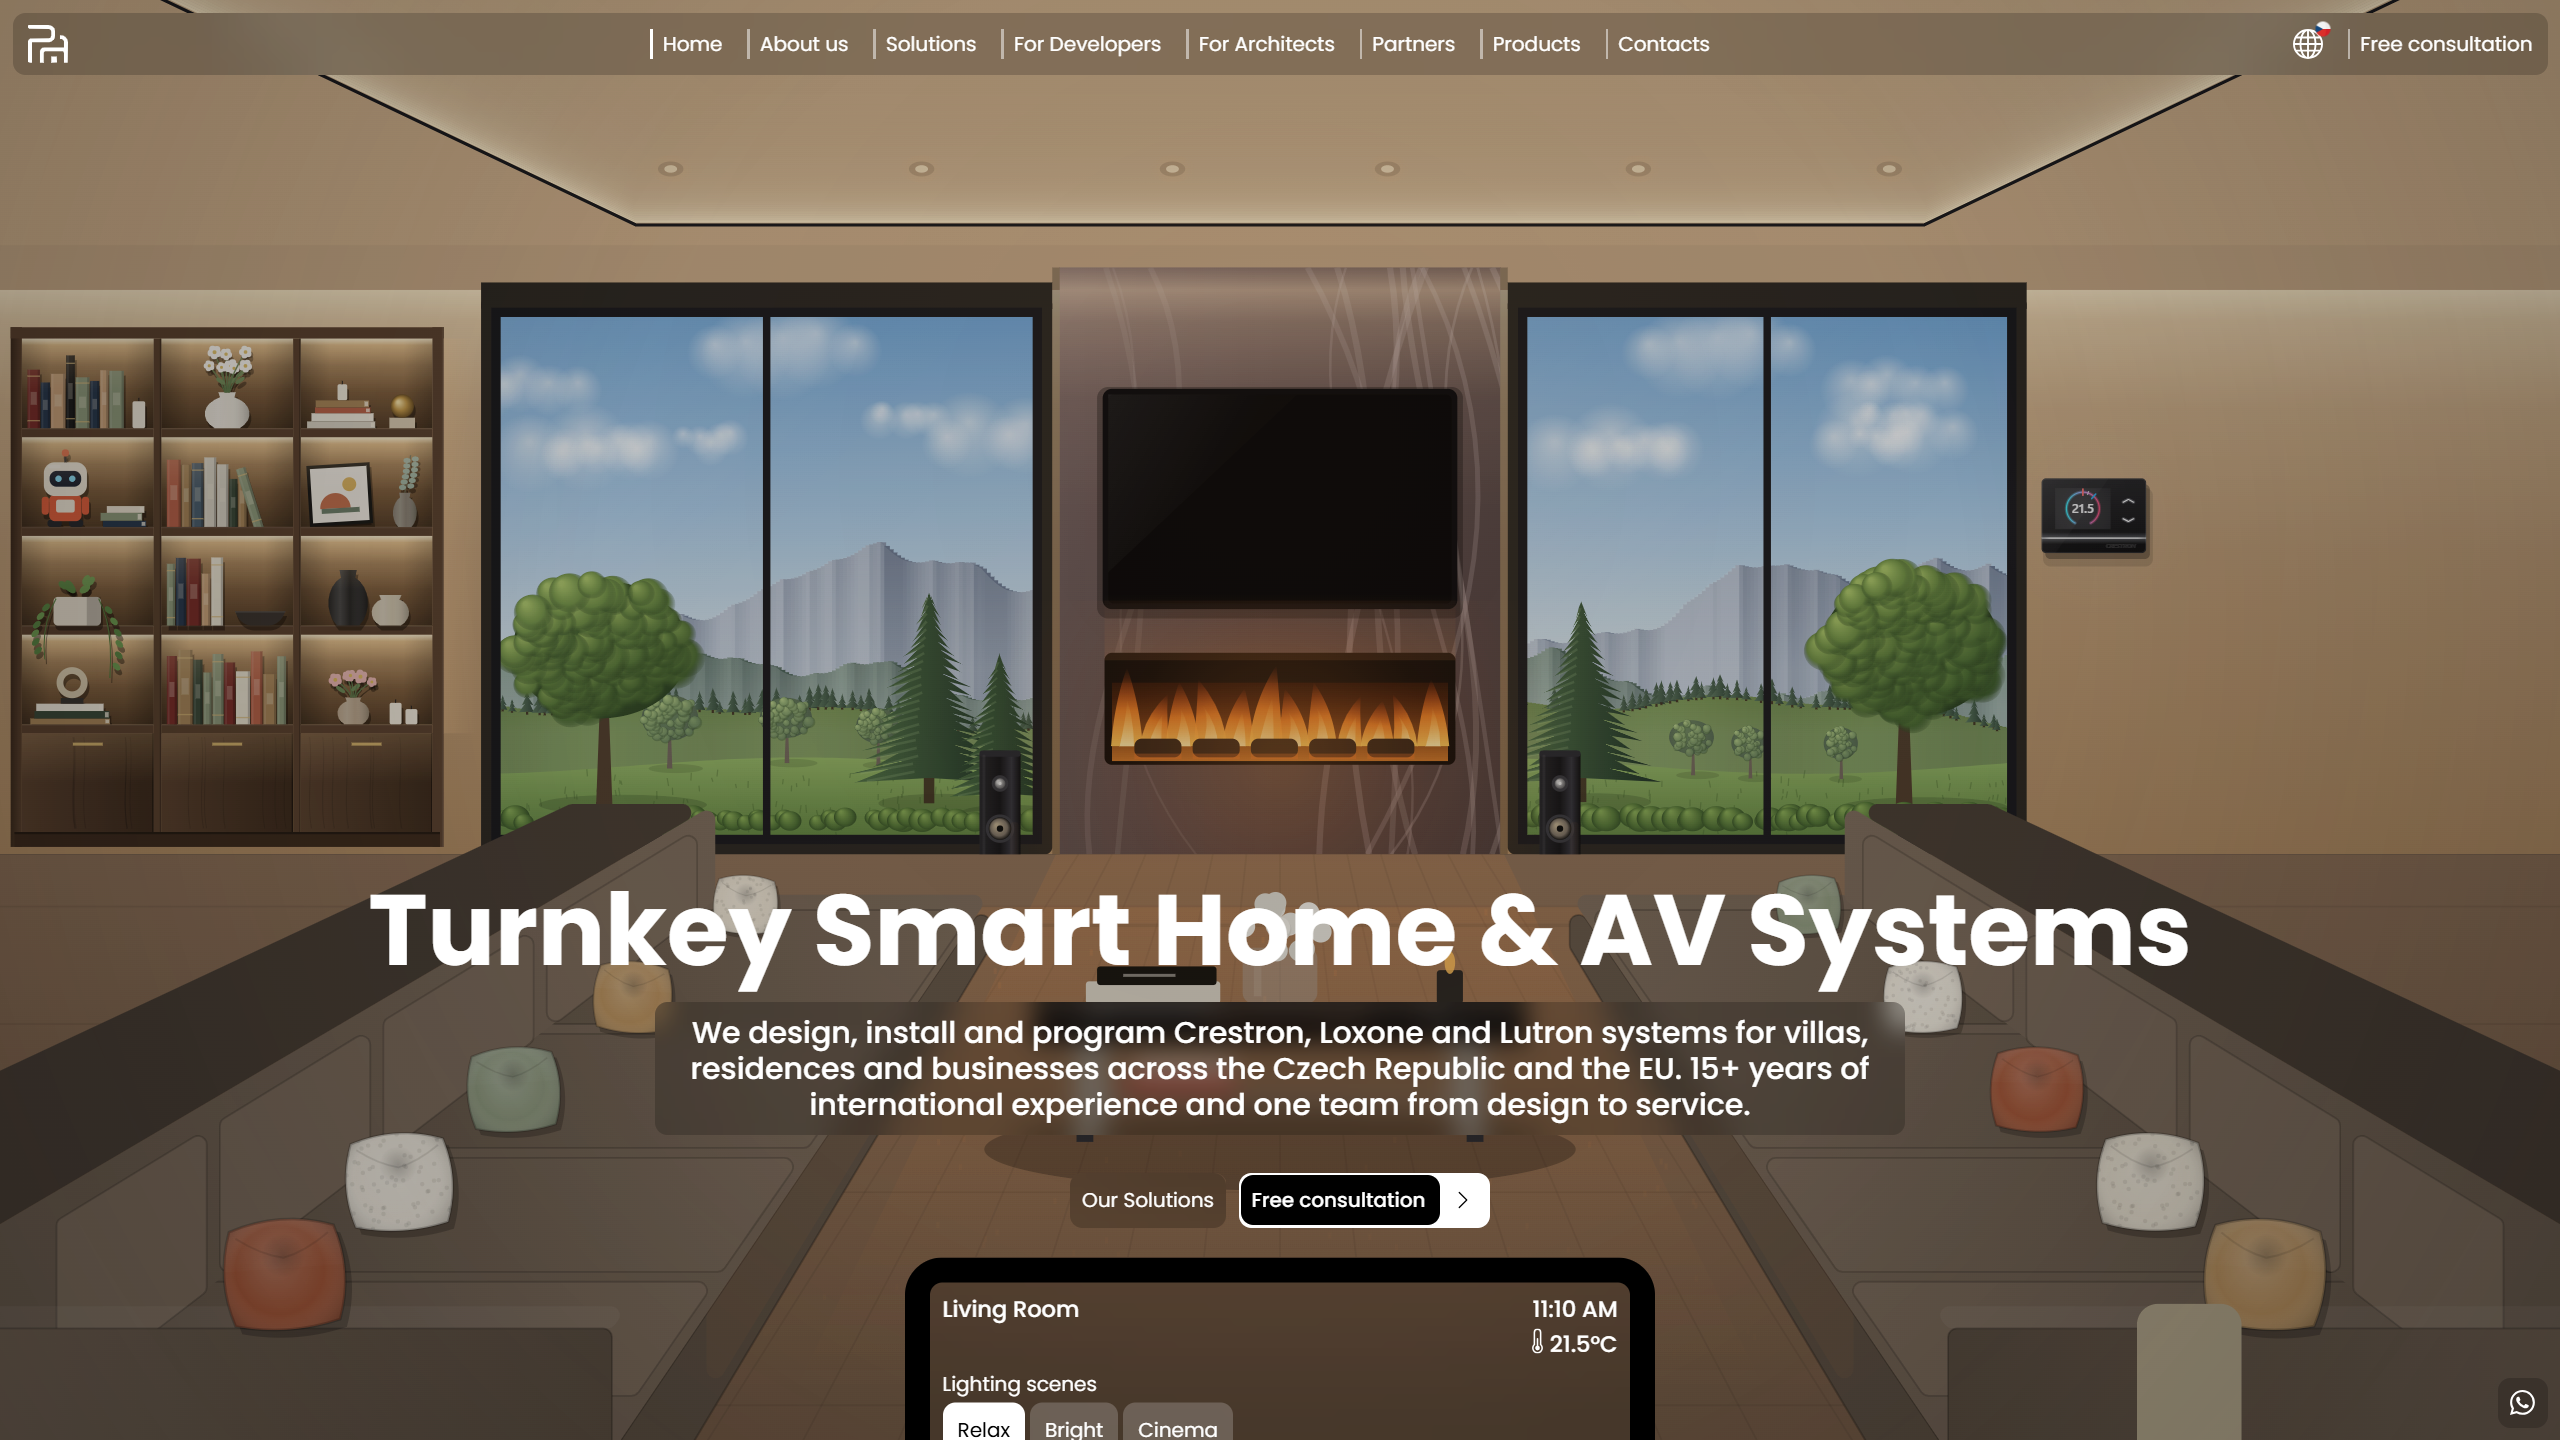 Home
About us
Solutions
For Developers
For Architects
Partners
Products
Contacts
Free consultation
21.5
Turnkey Smart Home & AV Systems
We design, install and program Crestron, Loxone and Lutron systems for villas,
residences and businesses across the Czech Republic and the EU. 15+ years of
international experience and one team from design to service.
Our Solutions
Free consultation
Living Room
11:10 AM
21.5°C
Lighting scenes
Relax
Bright
Cinema